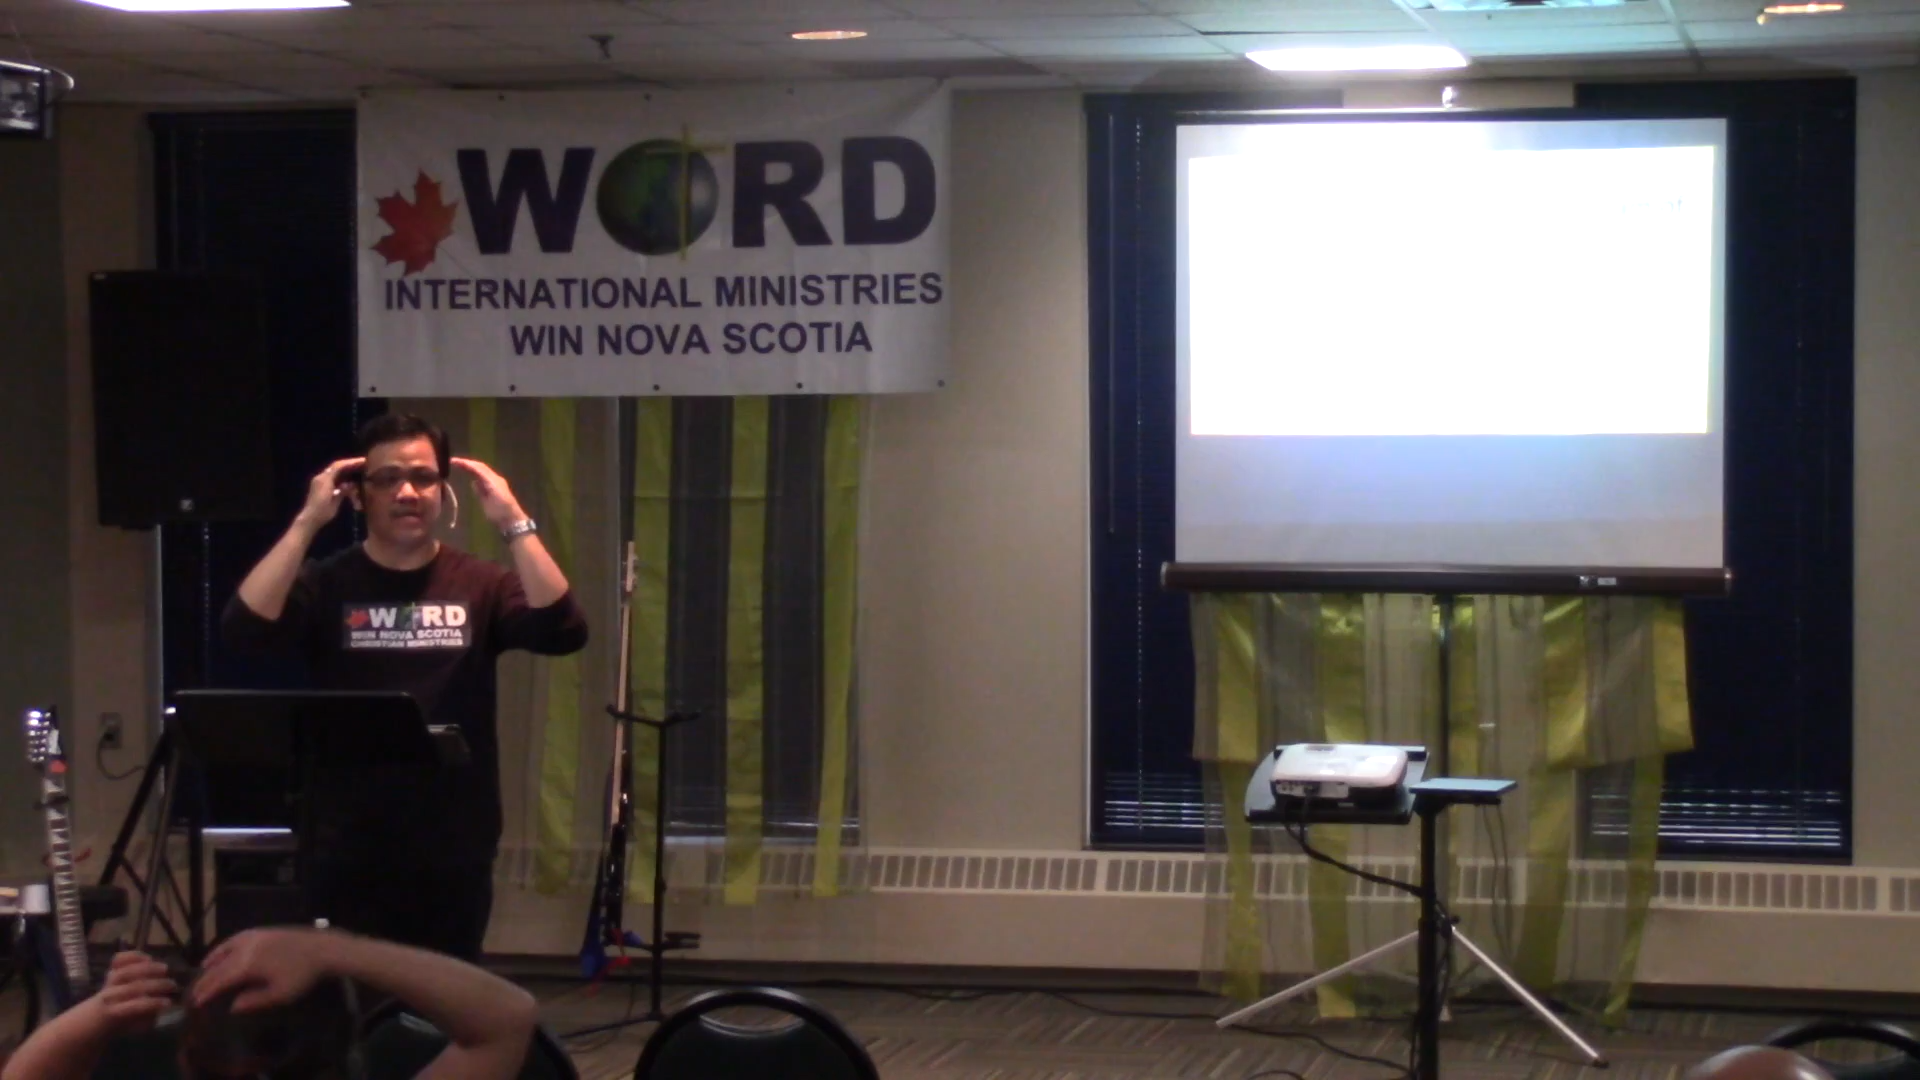 WORD
INTERNATIONAL MINISTRIES
WIN NOVA SCOTIA
WORD
WIN NOVA SCOTIA
CHRISTIAN MINISTRIES